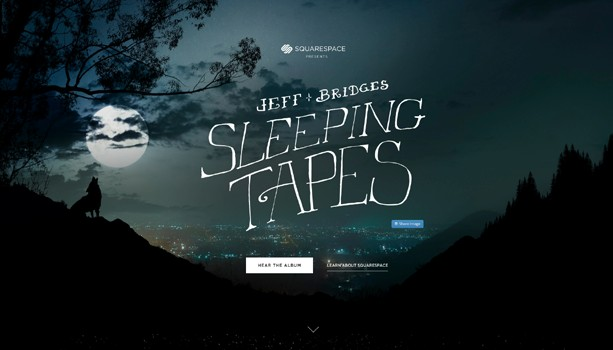 SQUARESPACE
PRESENTS
JEFF BRIDGES
SLEEPING
TAPES
HEAR THE ALBUM
LEARN ABOUT SQUARESPACE